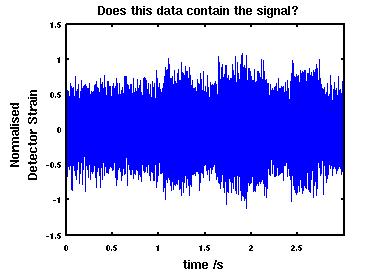 Does this data contain the signal?
1.5
1
0.5
0
-0.5
-1
-1.5
Normalised
Detector Strain
0 0.5 1 1.5 2 2.5
time /s